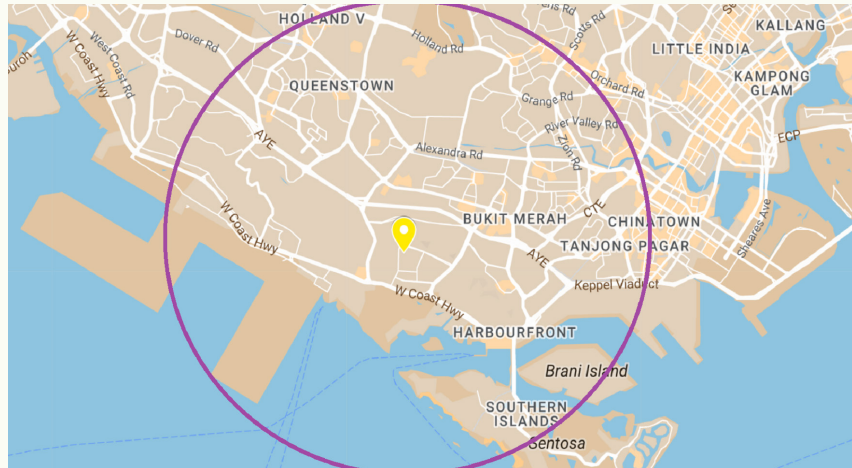 HOLLAND V
Scotts Rd
KALLANG
Dover Rd
W Coast Hwy
West Coast Rd
Holland Rd
LITTLE INDIA
KAMPONG
GLAM
QUEENSTOWN
Orchard Rd
Grange Rd
River Valley Rd
ECP
AYE
Alexandra Rd
Zion Rd
CTE
BUKIT MERAH
CHINATOWN
Sheares Ave
TANJONG PAGAR
W Coast Hwy
AYE
Keppel Viaduct
W Coast Hwy
HARBOURFRONT
Brani Island
SOUTHERN
ISLANDS
Sentosa